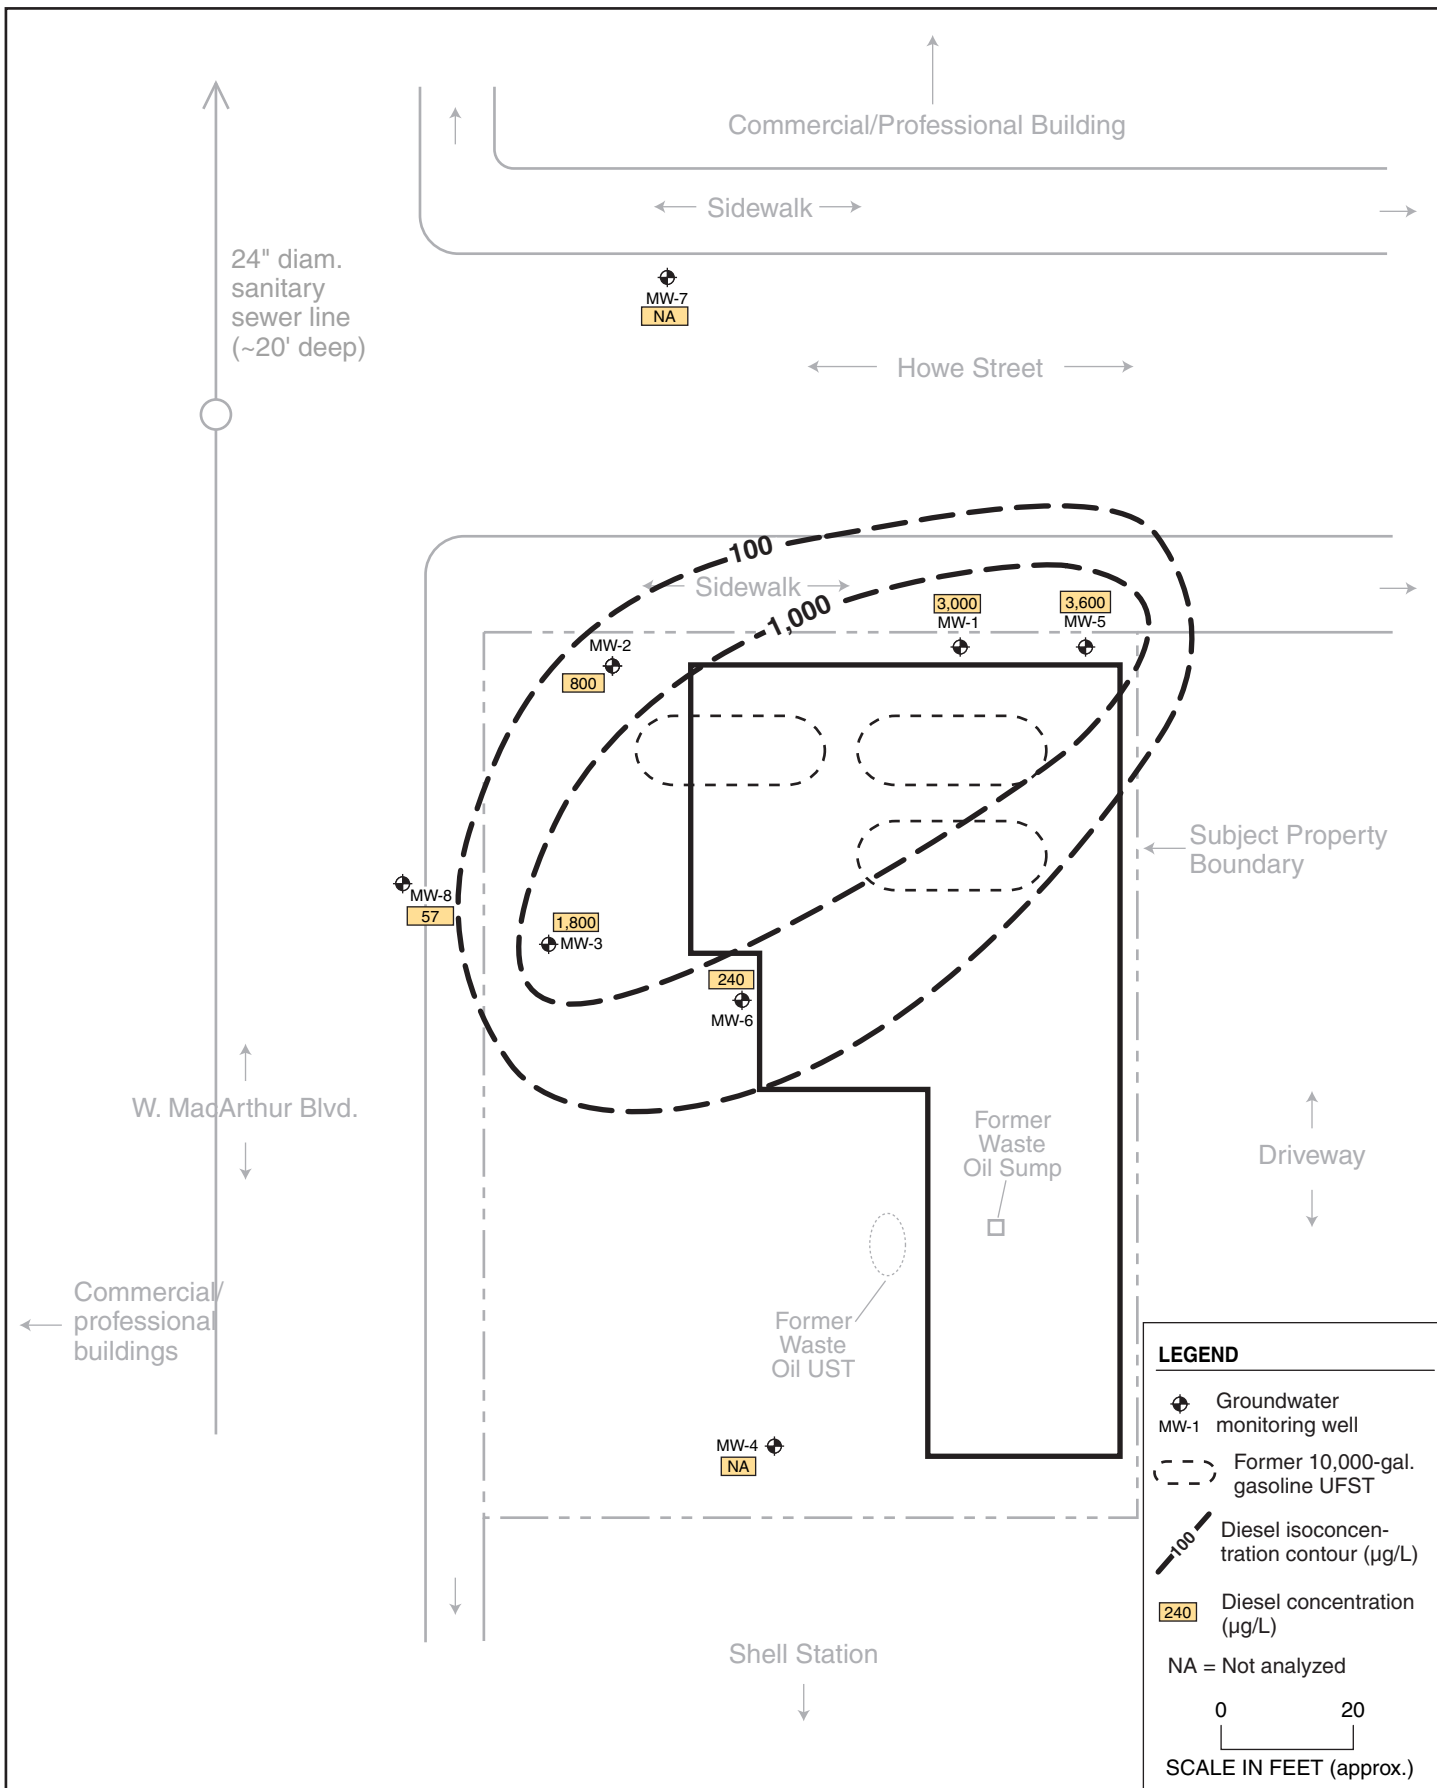 Commercial/Professional Building
Sidewalk
24" diam.
sanitary
sewer line
(~20' deep)
MW-7
NA
Howe Street
100
Sidewalk
1,000
3,000
MW-1
3,600
MW-5
MW-2
800
Subject Property
Boundary
MW-8
57
1,800
MW-3
240
MW-6
W. MacArthur Blvd.
Former
Waste
Oil Sump
Driveway
Commercial/
professional
buildings
Former
Waste
Oil UST
MW-4
NA
Shell Station
LEGEND
MW-1
Groundwater
monitoring well
Former 10,000-gal.
gasoline UFST
100
Diesel isoconcen-
tration contour (µg/L)
240
Diesel concentration
(µg/L)
NA = Not analyzed
0 20
SCALE IN FEET (approx.)